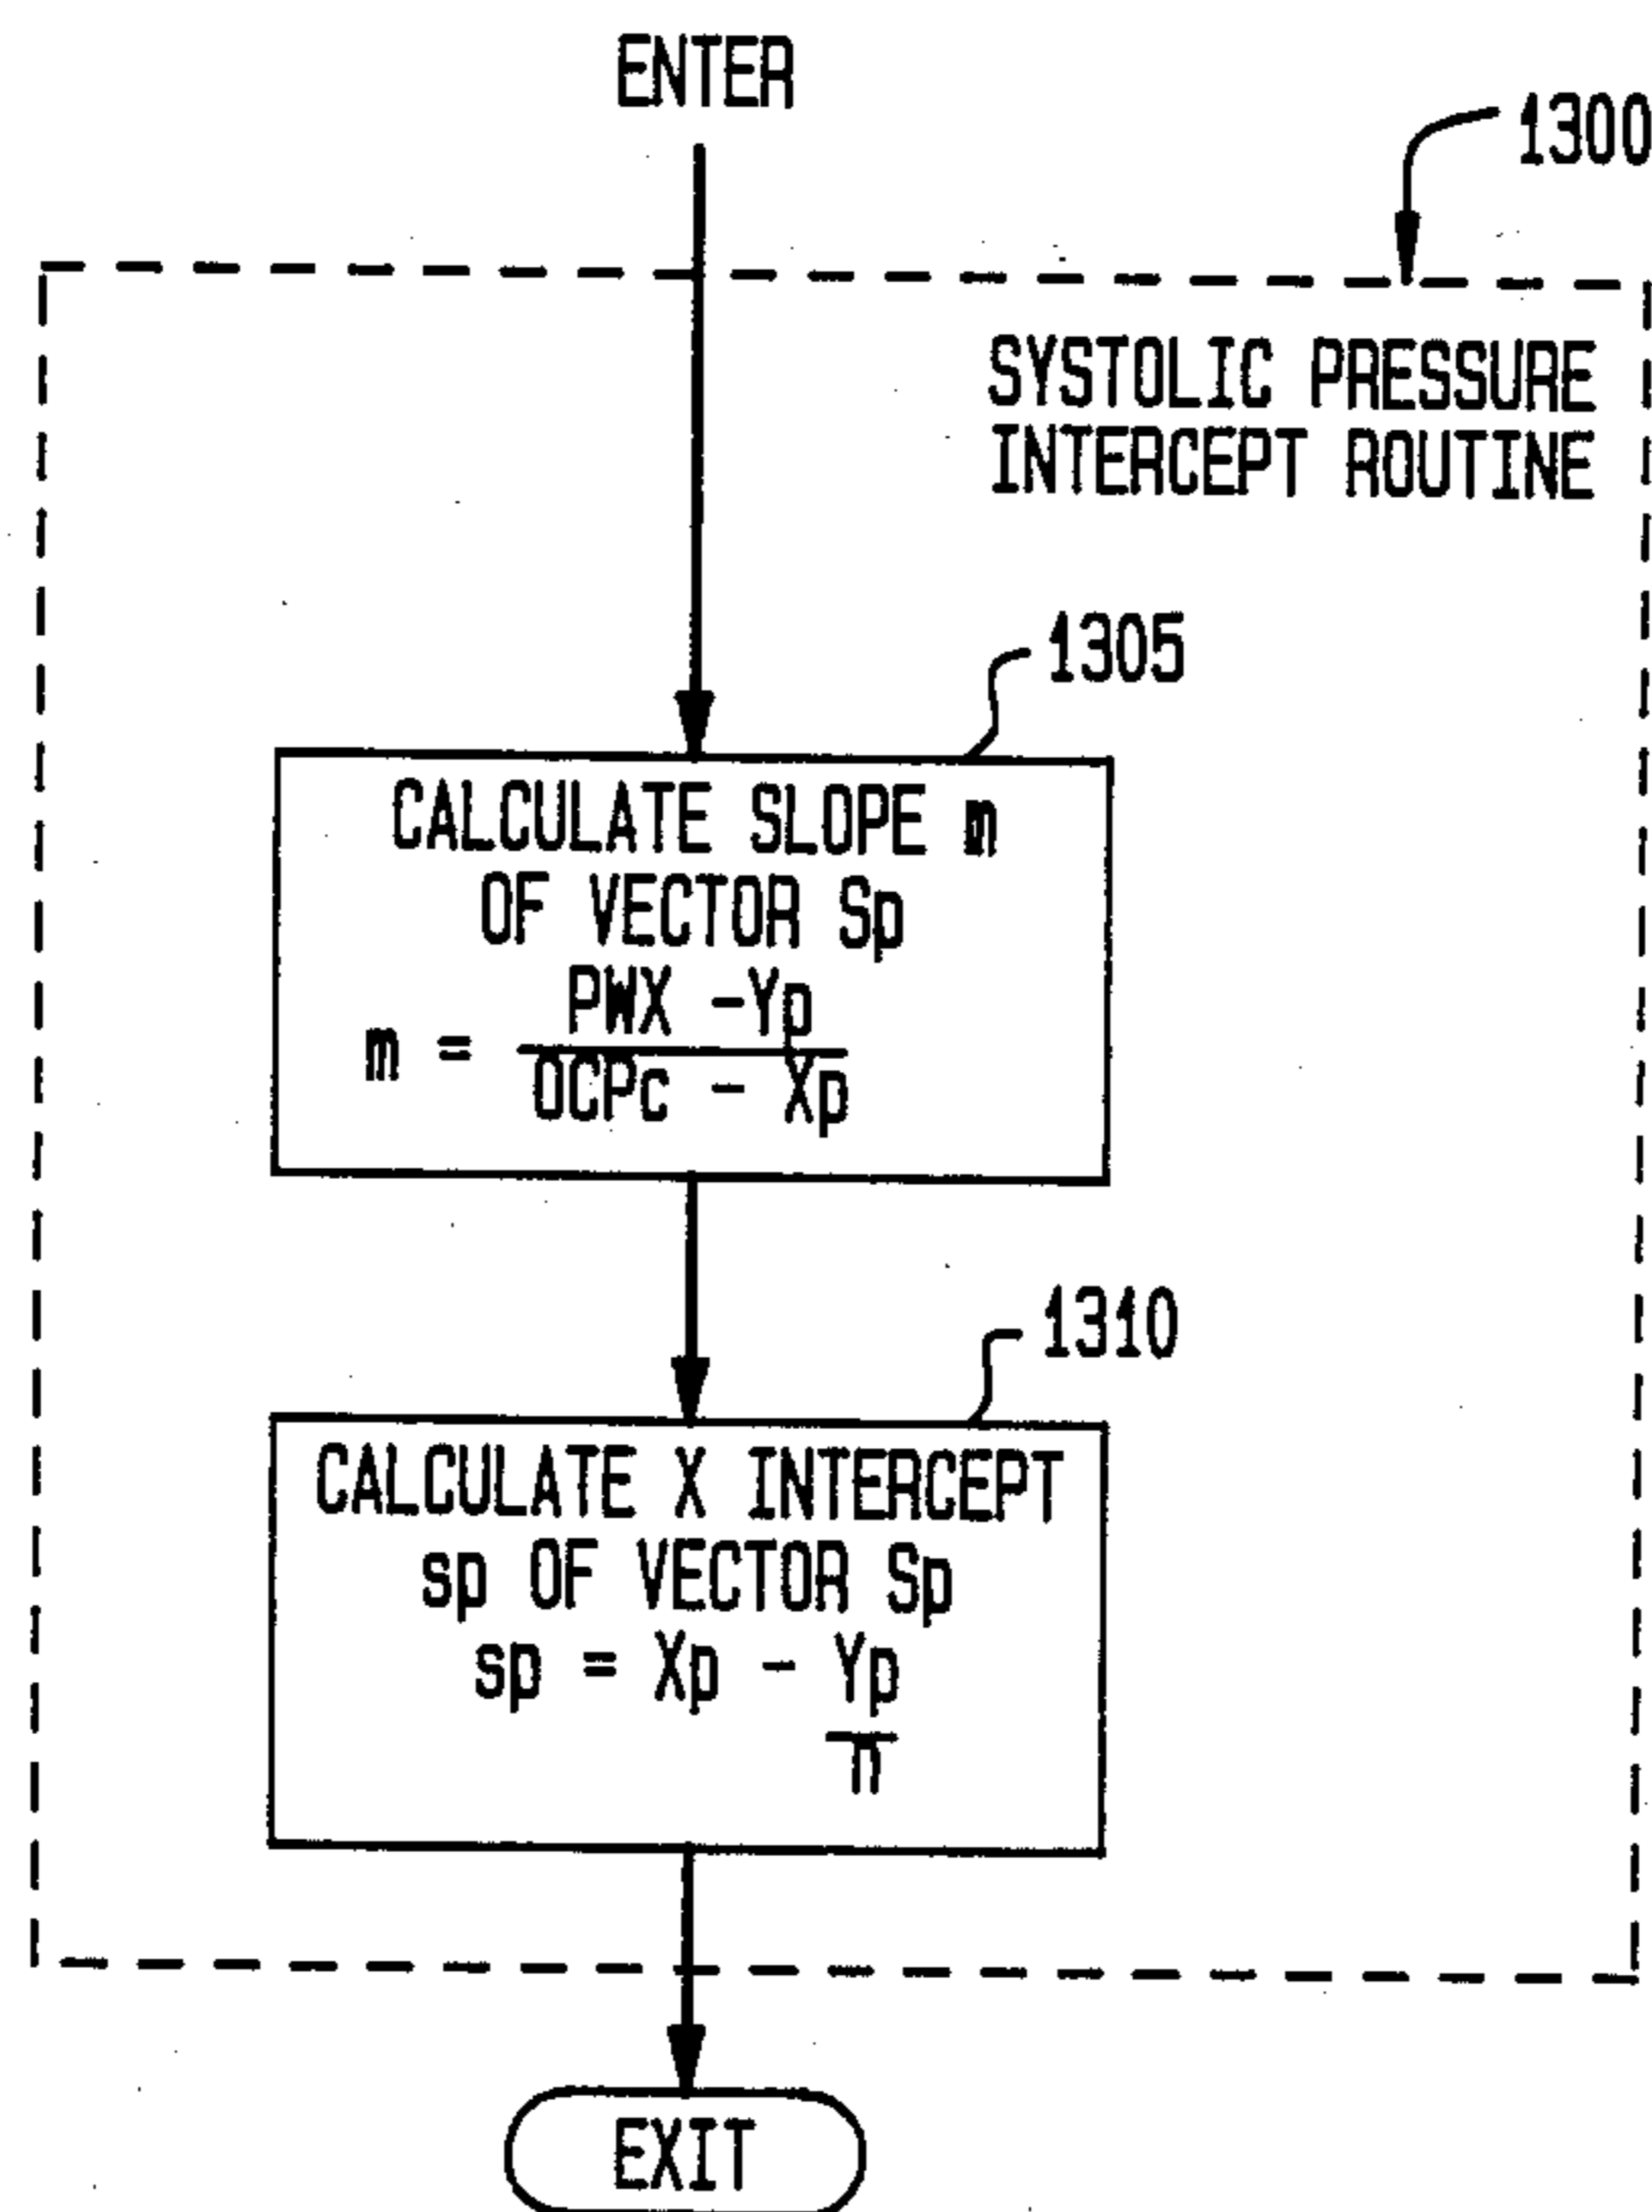 ENTER
1300
SYSTOLIC PRESSURE
INTERCEPT ROUTINE
1305
CALCULATE SLOPE m
OF VECTOR Sp
PWX -Yp
m =
OCPc - Xp
1310
CALCULATE X INTERCEPT
sp OF VECTOR Sp
sp = Xp - Yp
n
EXIT